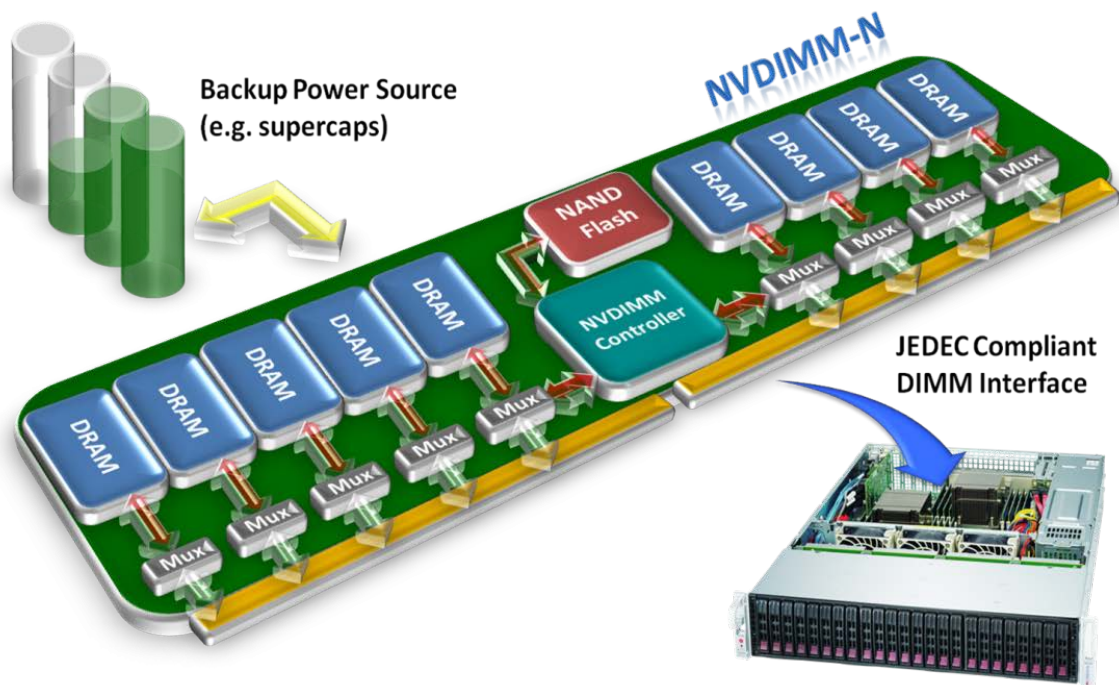 Backup Power Source
(e.g. supercaps)
NVDIMM-N
DRAM
DRAM
DRAM
DRAM
NAND
Flash
Mux
Mux
Mux
Mux
NVDIMM
Controller
DRAM
DRAM
DRAM
DRAM
DRAM
Mux
Mux
Mux
Mux
Mux
JEDEC Compliant
DIMM Interface